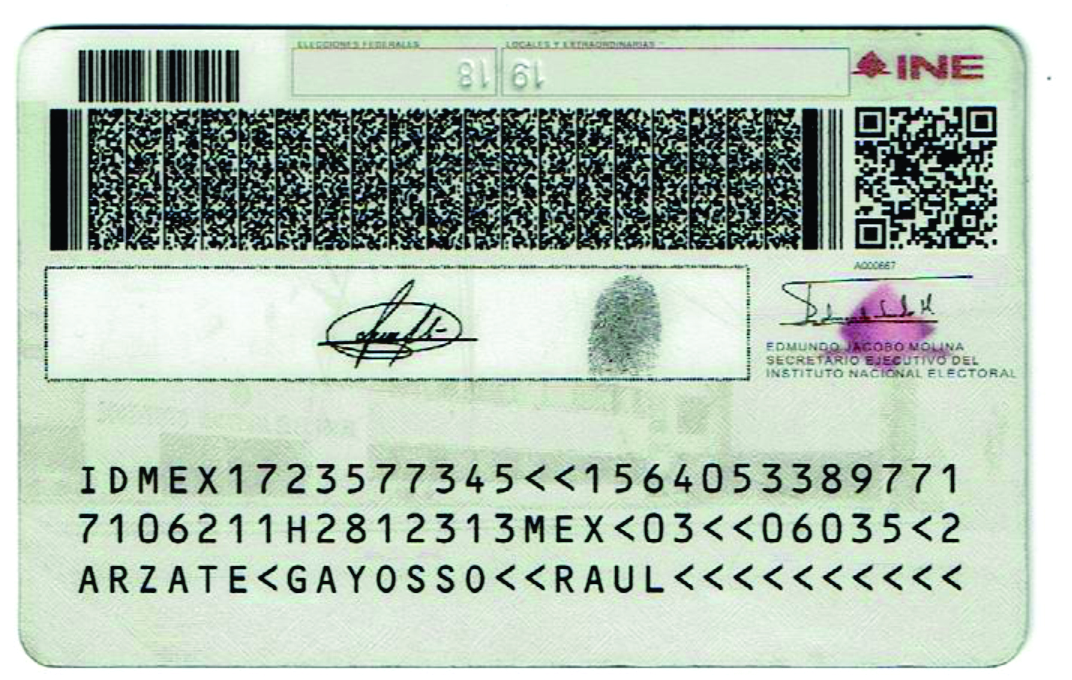 ELECCIONES FEDERALES
LOCALES Y EXTRAORDINARIAS
18
19
INE
A000667
EDMUNDO JACOBO MOLINA
SECRETARIO EJECUTIVO DEL
INSTITUTO NACIONAL ELECTORAL
IDMEX1723577345<<1564053389771
7106211H2812313MEX<03<<06035<2
ARZATE<GAYOSSO<<RAUL<<<<<<<<<<